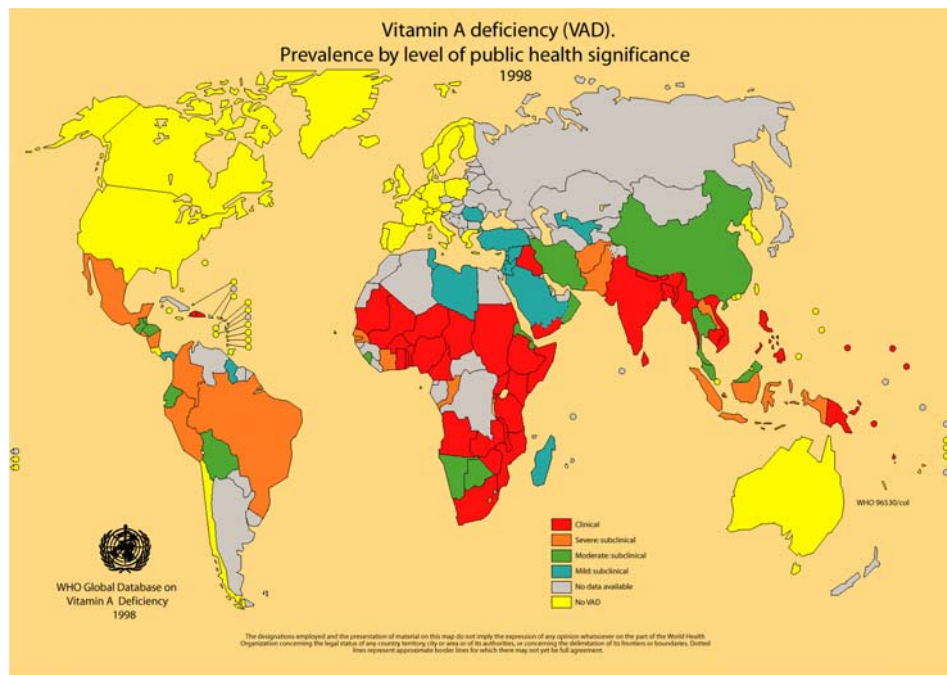 Vitamin A deficiency (VAD).
Prevalence by level of public health significance
1998
WHO 96530/col
Clinical
Severe: subclinical
Moderate: subclinical
Mild: subclinical
No data available
No VAD
WHO Global Database on
Vitamin A Deficiency
1998
The designations employed and the presentation of material on this map do not imply the expression of any opinion whatsoever on the part of the World Health
Organization concerning the legal status of any country, territory, city or area or of its authorities, or concerning the delimitation of its frontiers or boundaries. Dotted
lines represent approximate border lines for which there may not yet be full agreement.